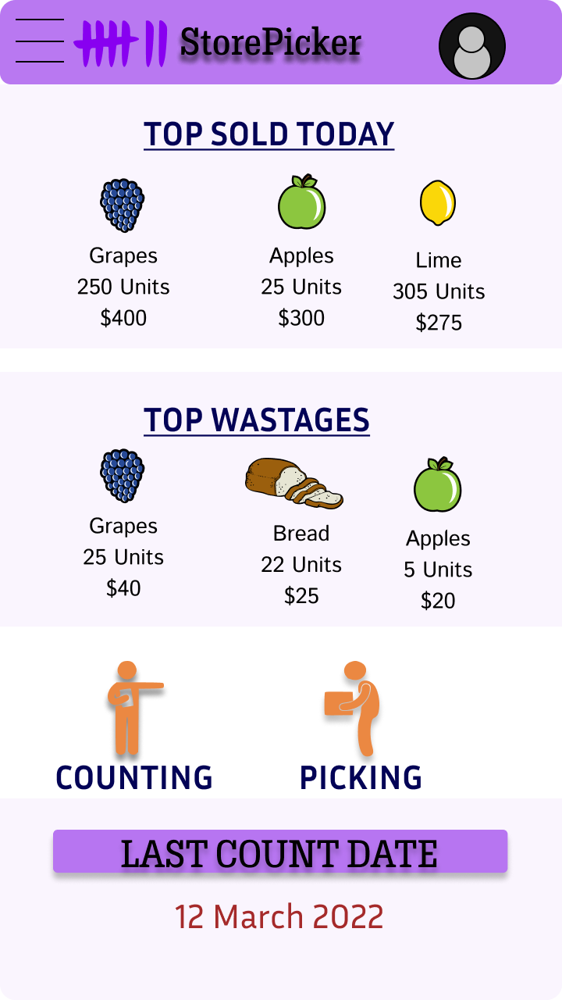 StorePicker
TOP SOLD TODAY
Grapes
250 Units
$400
Apples
25 Units
$300
Lime
305 Units
$275
TOP WASTAGES
Grapes
25 Units
$40
Bread
22 Units
$25
Apples
5 Units
$20
COUNTING
PICKING
LAST COUNT DATE
12 March 2022